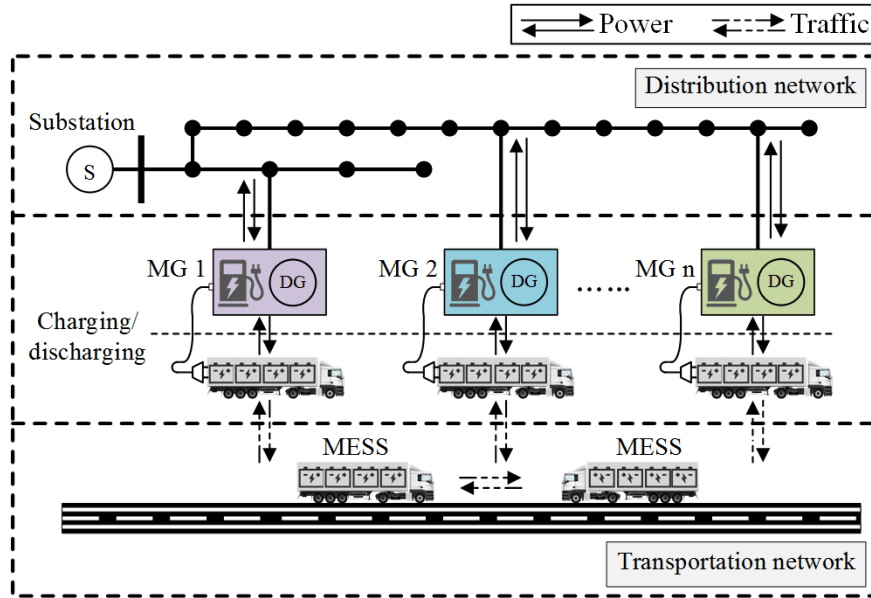 Power
Traffic
Distribution network
Substation
S
MG 1
DG
MG 2
DG
......
MG n
DG
Charging/
discharging
MESS
MESS
Transportation network